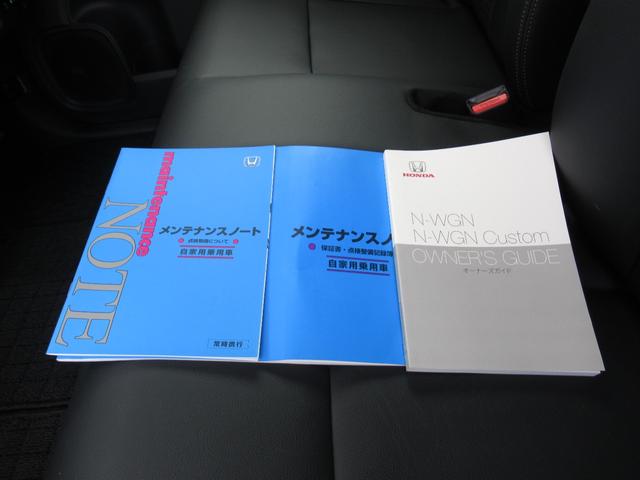 maintenance
NOTE
メンテナンスノート
点検整備について
自家用乗用車
常時携行
メンテナンスノ
保証書・点検整備記録簿
自家用乗用車
HONDA
N-WGN
N-WGN Custom
OWNER'S GUIDE
オーナーズガイド